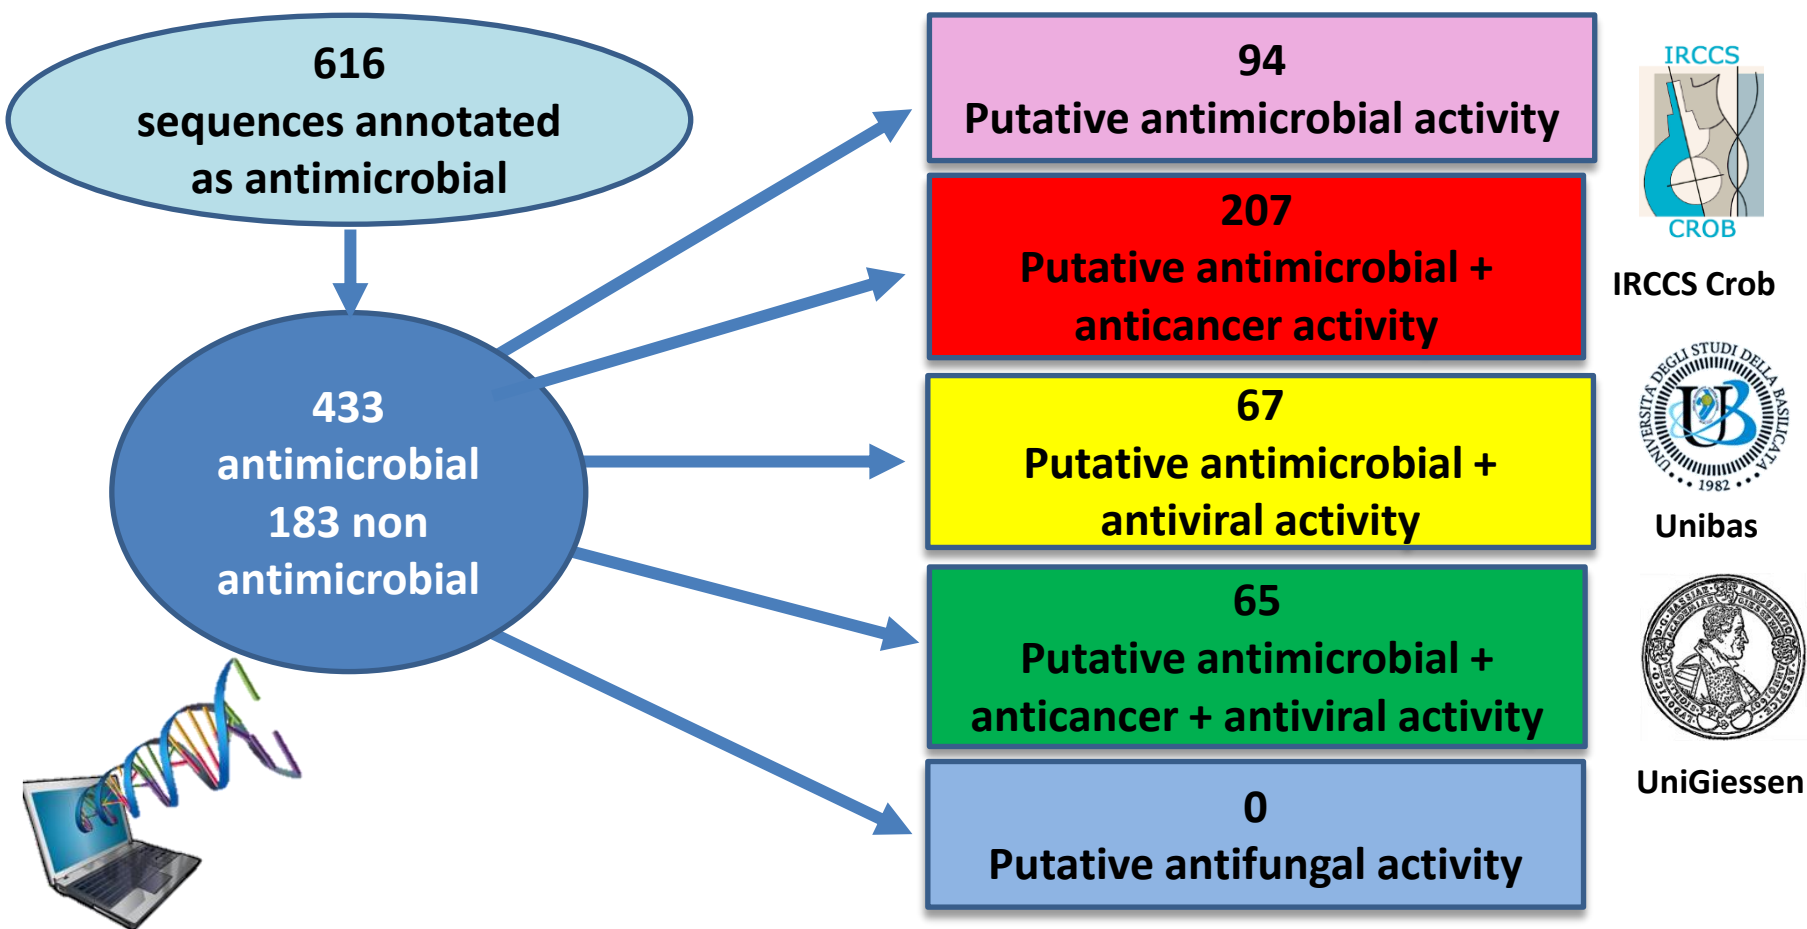 616
sequences annotated
as antimicrobial
433
antimicrobial
183 non
antimicrobial
94
Putative antimicrobial activity
207
Putative antimicrobial +
anticancer activity
67
Putative antimicrobial +
antiviral activity
65
Putative antimicrobial +
anticancer + antiviral activity
0
Putative antifungal activity
IRCCS
CROB
IRCCS Crob
UNIVERSITÀ DEGLI STUDI DELLA BASILICATA
UB
• • • 1982 • • •
Unibas
UniGiessen